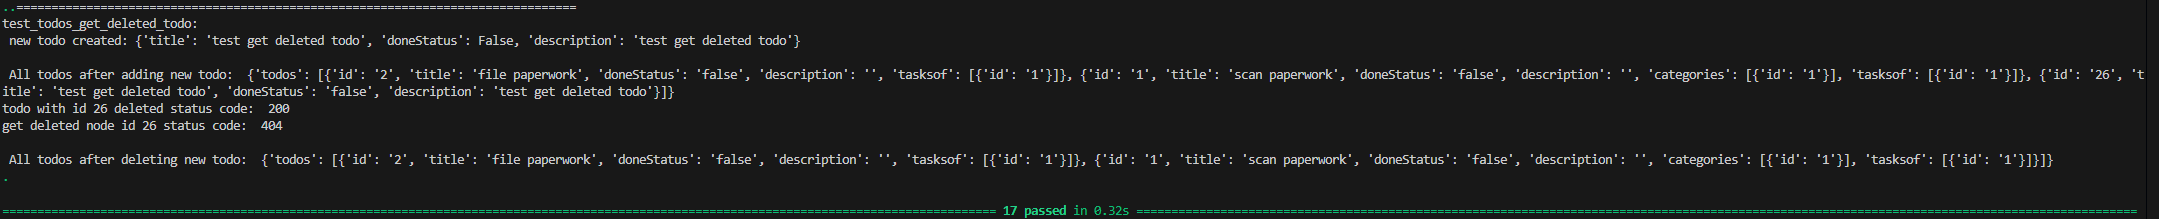 ..================================================================================
test_todos_get_deleted_todo:
 new todo created: {'title': 'test get deleted todo', 'doneStatus': False, 'description': 'test get deleted todo'}
 All todos after adding new todo:  {'todos': [{'id': '2', 'title': 'file paperwork', 'doneStatus': 'false', 'description': '', 'tasksof': [{'id': '1'}]}, {'id': '1', 'title': 'scan paperwork', 'doneStatus': 'false', 'description': '', 'categories': [{'id': '1'}], 'tasksof': [{'id': '1'}]}, {'id': '26', 't
itle': 'test get deleted todo', 'doneStatus': 'false', 'description': 'test get deleted todo'}]}
todo with id 26 deleted status code:  200
get deleted node id 26 status code:  404
 All todos after deleting new todo:  {'todos': [{'id': '2', 'title': 'file paperwork', 'doneStatus': 'false', 'description': '', 'tasksof': [{'id': '1'}]}, {'id': '1', 'title': 'scan paperwork', 'doneStatus': 'false', 'description': '', 'categories': [{'id': '1'}], 'tasksof': [{'id': '1'}]}]}
.
============================== 17 passed in 0.32s ==============================